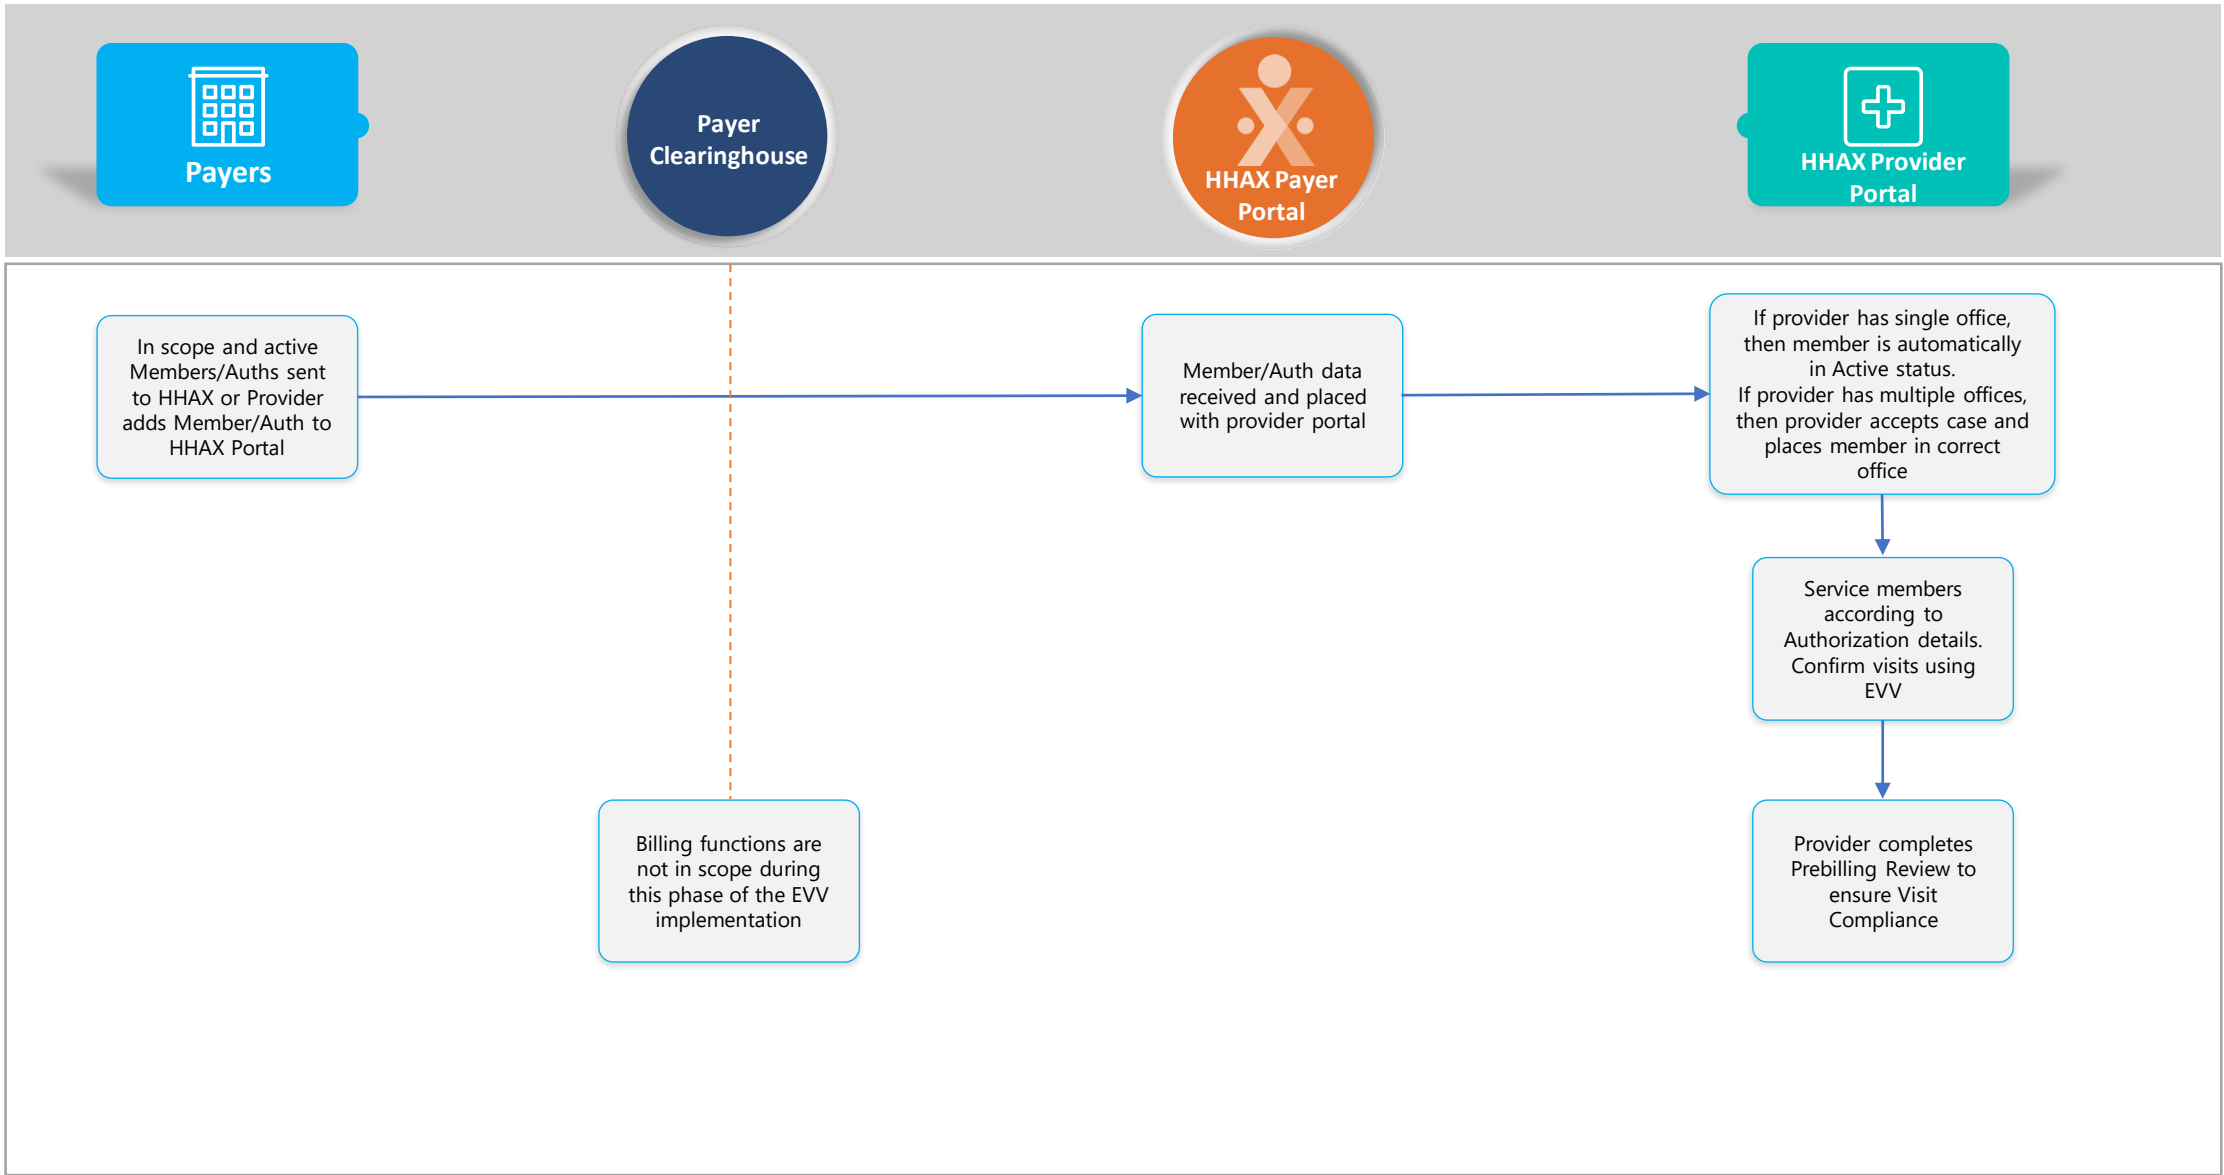 Payers
Payer
Clearinghouse
HHAX Payer
Portal
HHAX Provider
Portal
In scope and active
Members/Auths sent
to HHAX or Provider
adds Member/Auth to
HHAX Portal
Member/Auth data
received and placed
with provider portal
If provider has single office,
then member is automatically
in Active status.
If provider has multiple offices,
then provider accepts case and
places member in correct
office
Service members
according to
Authorization details.
Confirm visits using
EVV
Billing functions are
not in scope during
this phase of the EVV
implementation
Provider completes
Prebilling Review to
ensure Visit
Compliance